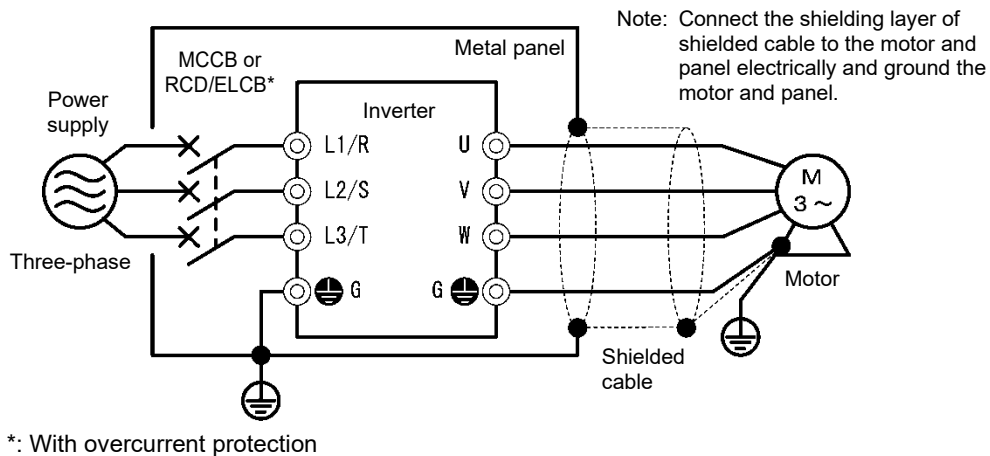 Note: Connect the shielding layer of
shielded cable to the motor and
panel electrically and ground the
motor and panel.
Metal panel
MCCB or
RCD/ELCB*
Power
supply
Inverter
L1/R
U
L2/S
V
L3/T
W
G
G
M
3 ~
Three-phase
Motor
Shielded
cable
*: With overcurrent protection